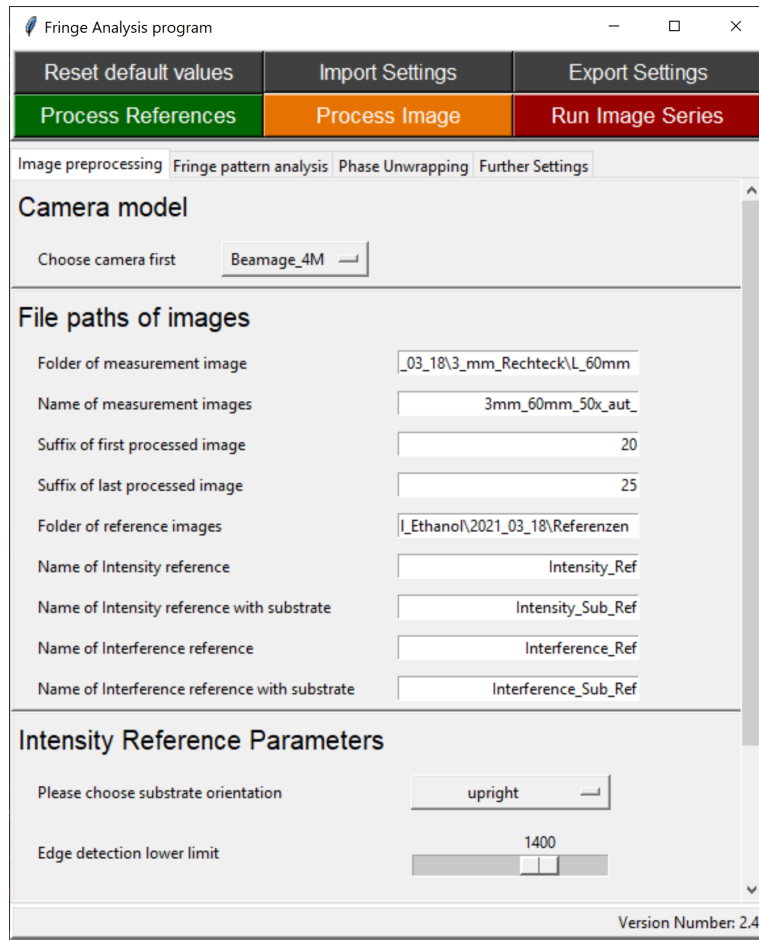 Fringe Analysis program
Reset default values Import Settings Export Settings
Process References Process Image Run Image Series
Image preprocessing Fringe pattern analysis Phase Unwrapping Further Settings
Camera model
Choose camera first Beamage_4M
File paths of images
Folder of measurement image _03_18\3_mm_Rechteck\L_60mm
Name of measurement images 3mm_60mm_50x_aut_
Suffix of first processed image 20
Suffix of last processed image 25
Folder of reference images l_Ethanol\2021_03_18\Referenzen
Name of Intensity reference Intensity_Ref
Name of Intensity reference with substrate Intensity_Sub_Ref
Name of Interference reference Interference_Ref
Name of Interference reference with substrate Interference_Sub_Ref
Intensity Reference Parameters
Please choose substrate orientation upright
1400
Edge detection lower limit
Version Number: 2.4